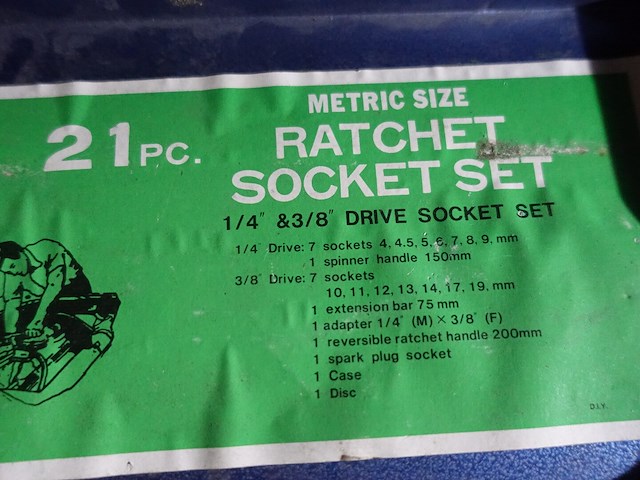 METRIC SIZE
21 PC.
RATCHET
SOCKET SET
1/4" &3/8" DRIVE SOCKET SET
1/4" Drive: 7 sockets 4, 4.5, 5, 6, 7, 8, 9, mm
1 spinner handle 150mm
3/8" Drive: 7 sockets
10, 11, 12, 13, 14, 17, 19, mm
1 extension bar 75 mm
1 adapter 1/4" (M) × 3/8" (F)
1 reversible ratchet handle 200mm
1 spark plug socket
1 Case
1 Disc
D.I.Y.